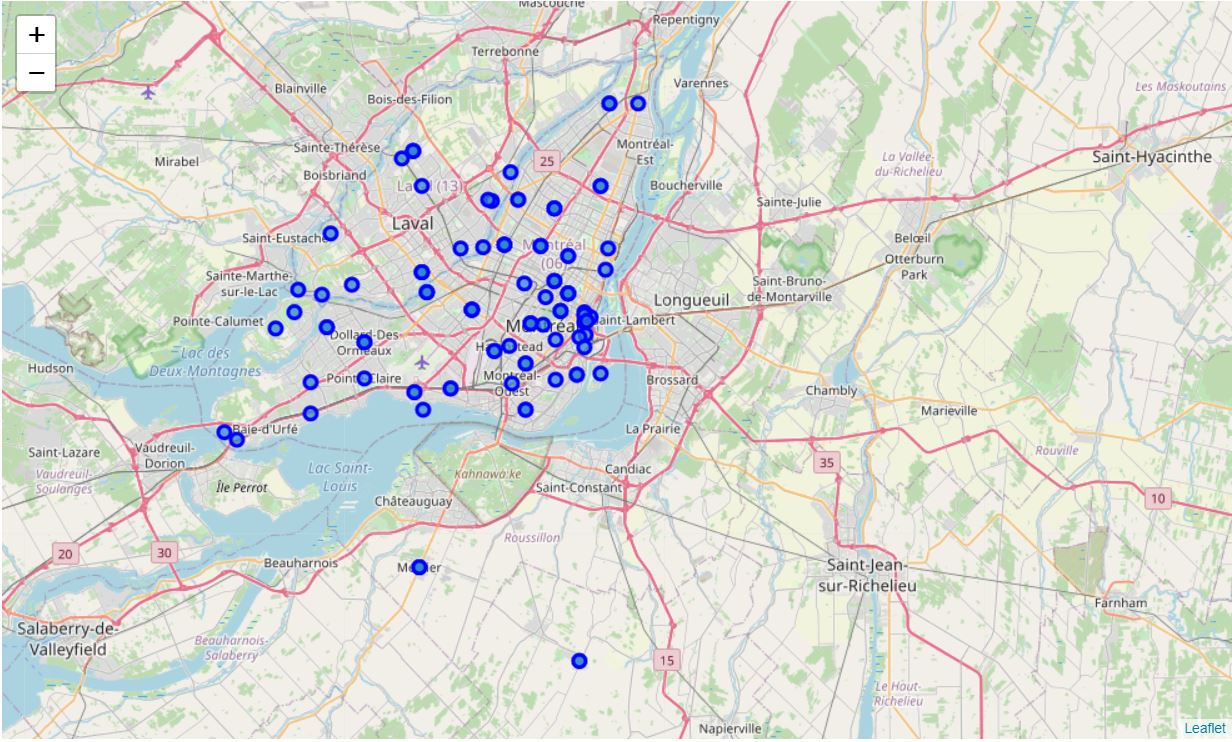 Mascouche
+
Repentigny
Terrebonne
−
Varennes
Blainville
Les Maskoutains
Bois-des-Filion
Sainte-Thérèse
Montréal-
Est
Saint-Hyacinthe
Mirabel
25
La Vallée-
du-Richelieu
Boisbriand
Laval (13)
Boucherville
Sainte-Julie
Laval
Saint-Eustache
Montréal
(06)
Belœil
Otterburn
Park
Sainte-Marthe-
sur-le-Lac
Saint-Bruno-
de-Montarville
Longueuil
Pointe-Calumet
Montréal
Saint-Lambert
Dollard-Des
Ormeaux
Hampstead
Lac des
Deux-Montagnes
Hudson
Pointe-Claire
Montréal-
Ouest
Brossard
Chambly
Marieville
Baie-d'Urfé
La Prairie
Saint-Lazare
Vaudreuil-
Dorion
Rouville
35
Vaudreuil-
Soulanges
Lac Saint-
Louis
Kahnawà:ke
Candiac
Île Perrot
Saint-Constant
Châteauguay
10
Roussillon
20
30
Beauharnois
Mercier
Saint-Jean-
sur-Richelieu
Farnham
Salaberry-de-
Valleyfield
Beauharnois-
Salaberry
15
Le Haut-
Richelieu
Napierville
Leaflet